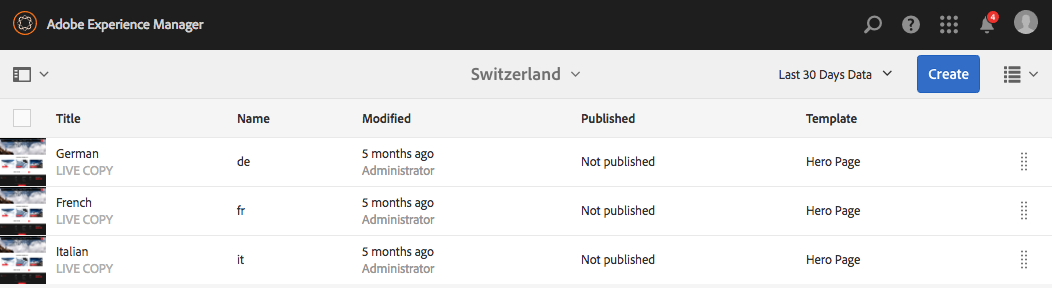 Adobe Experience Manager
4
Switzerland
Last 30 Days Data
Create
Title Name Modified Published Template
German
LIVE COPY
de
5 months ago
Administrator
Not published
Hero Page
French
LIVE COPY
fr
5 months ago
Administrator
Not published
Hero Page
Italian
LIVE COPY
it
5 months ago
Administrator
Not published
Hero Page